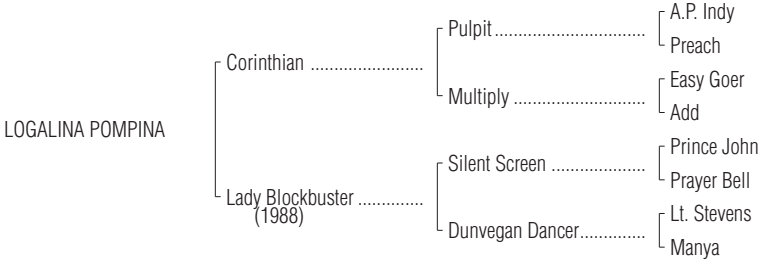 A.P. Indy
Pulpit..............................
Preach
Corinthian .......................
Easy Goer
Multiply ..........................
Add
LOGALINA POMPINA
Prince John
Silent Screen ...................
Prayer Bell
Lady Blockbuster .............
(1988)
Lt. Stevens
Dunvegan Dancer.............
Manya